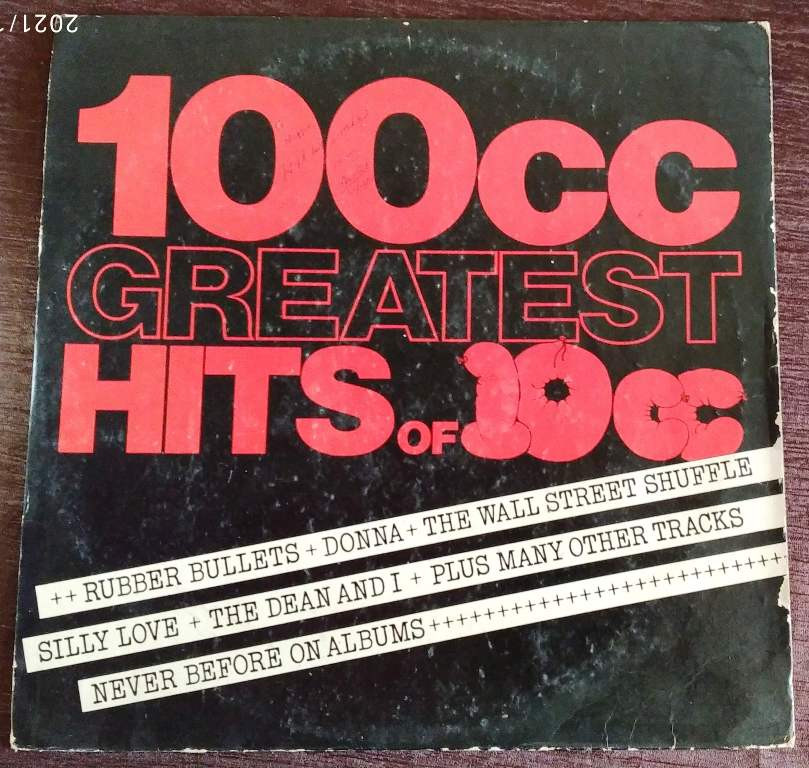 2021/
100cc
GREATEST
HITS OF 10cc
++ RUBBER BULLETS + DONNA + THE WALL STREET SHUFFLE
SILLY LOVE + THE DEAN AND I + PLUS MANY OTHER TRACKS
NEVER BEFORE ON ALBUMS ++++++++++++++++++++++++++